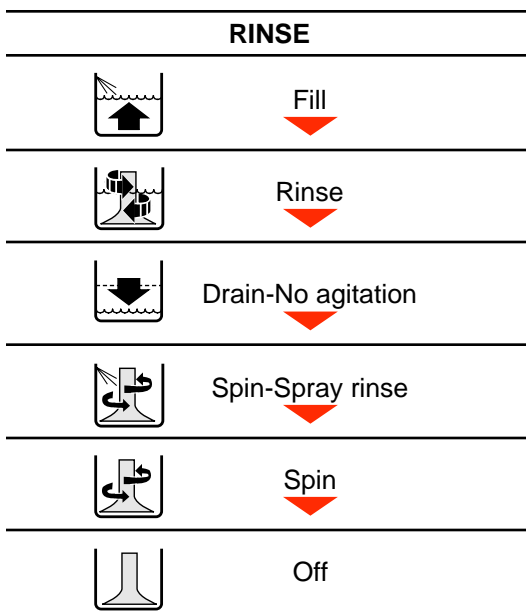 RINSE
Fill
Rinse
Drain-No agitation
Spin-Spray rinse
Spin
Off